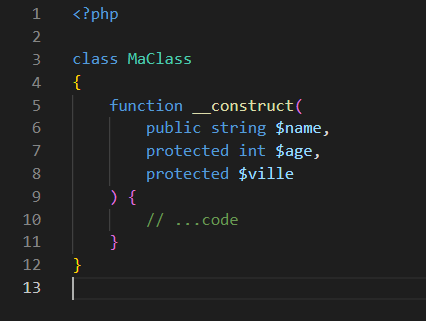 1 <?php
2
3 class MaClass
4 {
5     function __construct(
6         public string $name,
7         protected int $age,
8         protected $ville
9     ) {
10         // ...code
11     }
12 }
13